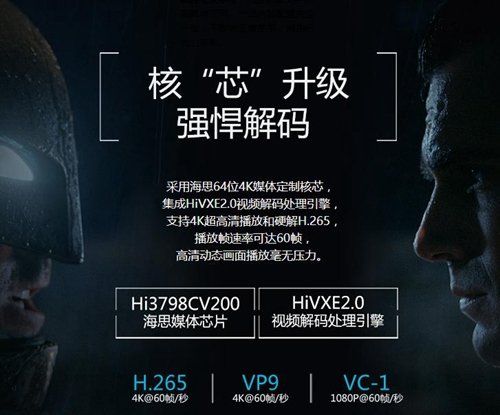 核“芯”升级
强悍解码
采用海思64位4K媒体定制核芯，
集成HiVXE2.0视频解码处理引擎，
支持4K超高清播放和硬解H.265，
播放帧速率可达60帧，
高清动态画面播放毫无压力。
Hi3798CV200
海思媒体芯片
HiVXE2.0
视频解码处理引擎
H.265
4K@60帧/秒
VP9
4K@60帧/秒
VC-1
1080P@60帧/秒